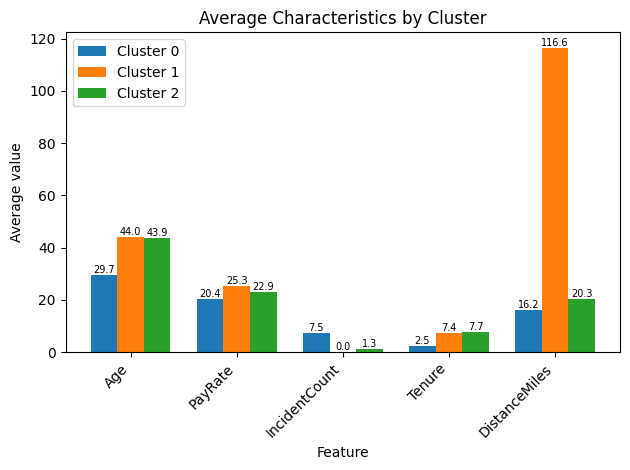 Average Characteristics by Cluster
Cluster 0
Cluster 1
Cluster 2
Average value
120
100
80
60
40
20
0
29.7
44.0
43.9
20.4
25.3
22.9
7.5
0.0
1.3
2.5
7.4
7.7
16.2
116.6
20.3
Age
PayRate
IncidentCount
Tenure
DistanceMiles
Feature